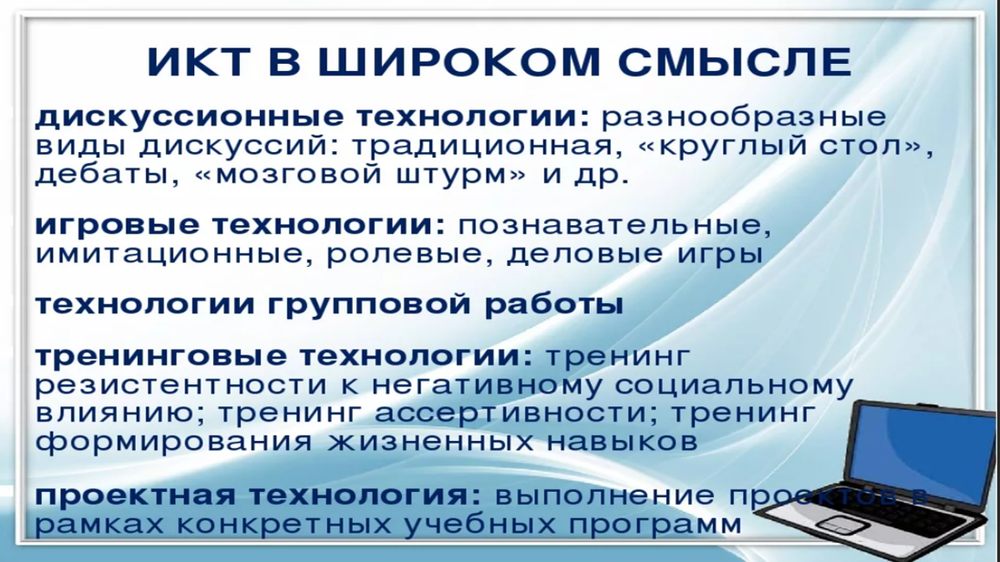 ИКТ В ШИРОКОМ СМЫСЛЕ
дискуссионные технологии: разнообразные
виды дискуссий: традиционная, «круглый стол»,
дебаты, «мозговой штурм» и др.
игровые технологии: познавательные,
имитационные, ролевые, деловые игры
технологии групповой работы
тренинговые технологии: тренинг
резистентности к негативному социальному
влиянию; тренинг ассертивности; тренинг
формирования жизненных навыков
проектная технология: выполнение проектов в
рамках конкретных учебных программ